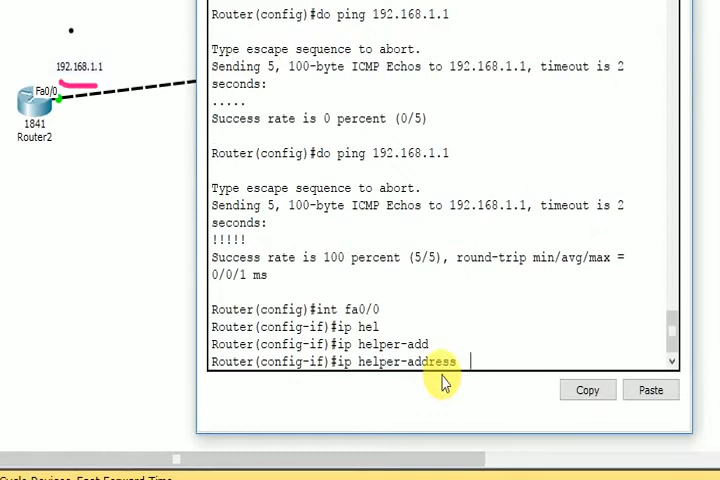 192.168.1.1
Fa0/0
1841
Router2
Router(config)#do ping 192.168.1.1
Type escape sequence to abort.
Sending 5, 100-byte ICMP Echos to 192.168.1.1, timeout is 2
seconds:
.....
Success rate is 0 percent (0/5)
Router(config)#do ping 192.168.1.1
Type escape sequence to abort.
Sending 5, 100-byte ICMP Echos to 192.168.1.1, timeout is 2
seconds:
!!!!!
Success rate is 100 percent (5/5), round-trip min/avg/max =
0/0/1 ms
Router(config)#int fa0/0
Router(config-if)#ip hel
Router(config-if)#ip helper-add
Router(config-if)#ip helper-address
Copy
Paste
Cycle Devices Fast Forward Time